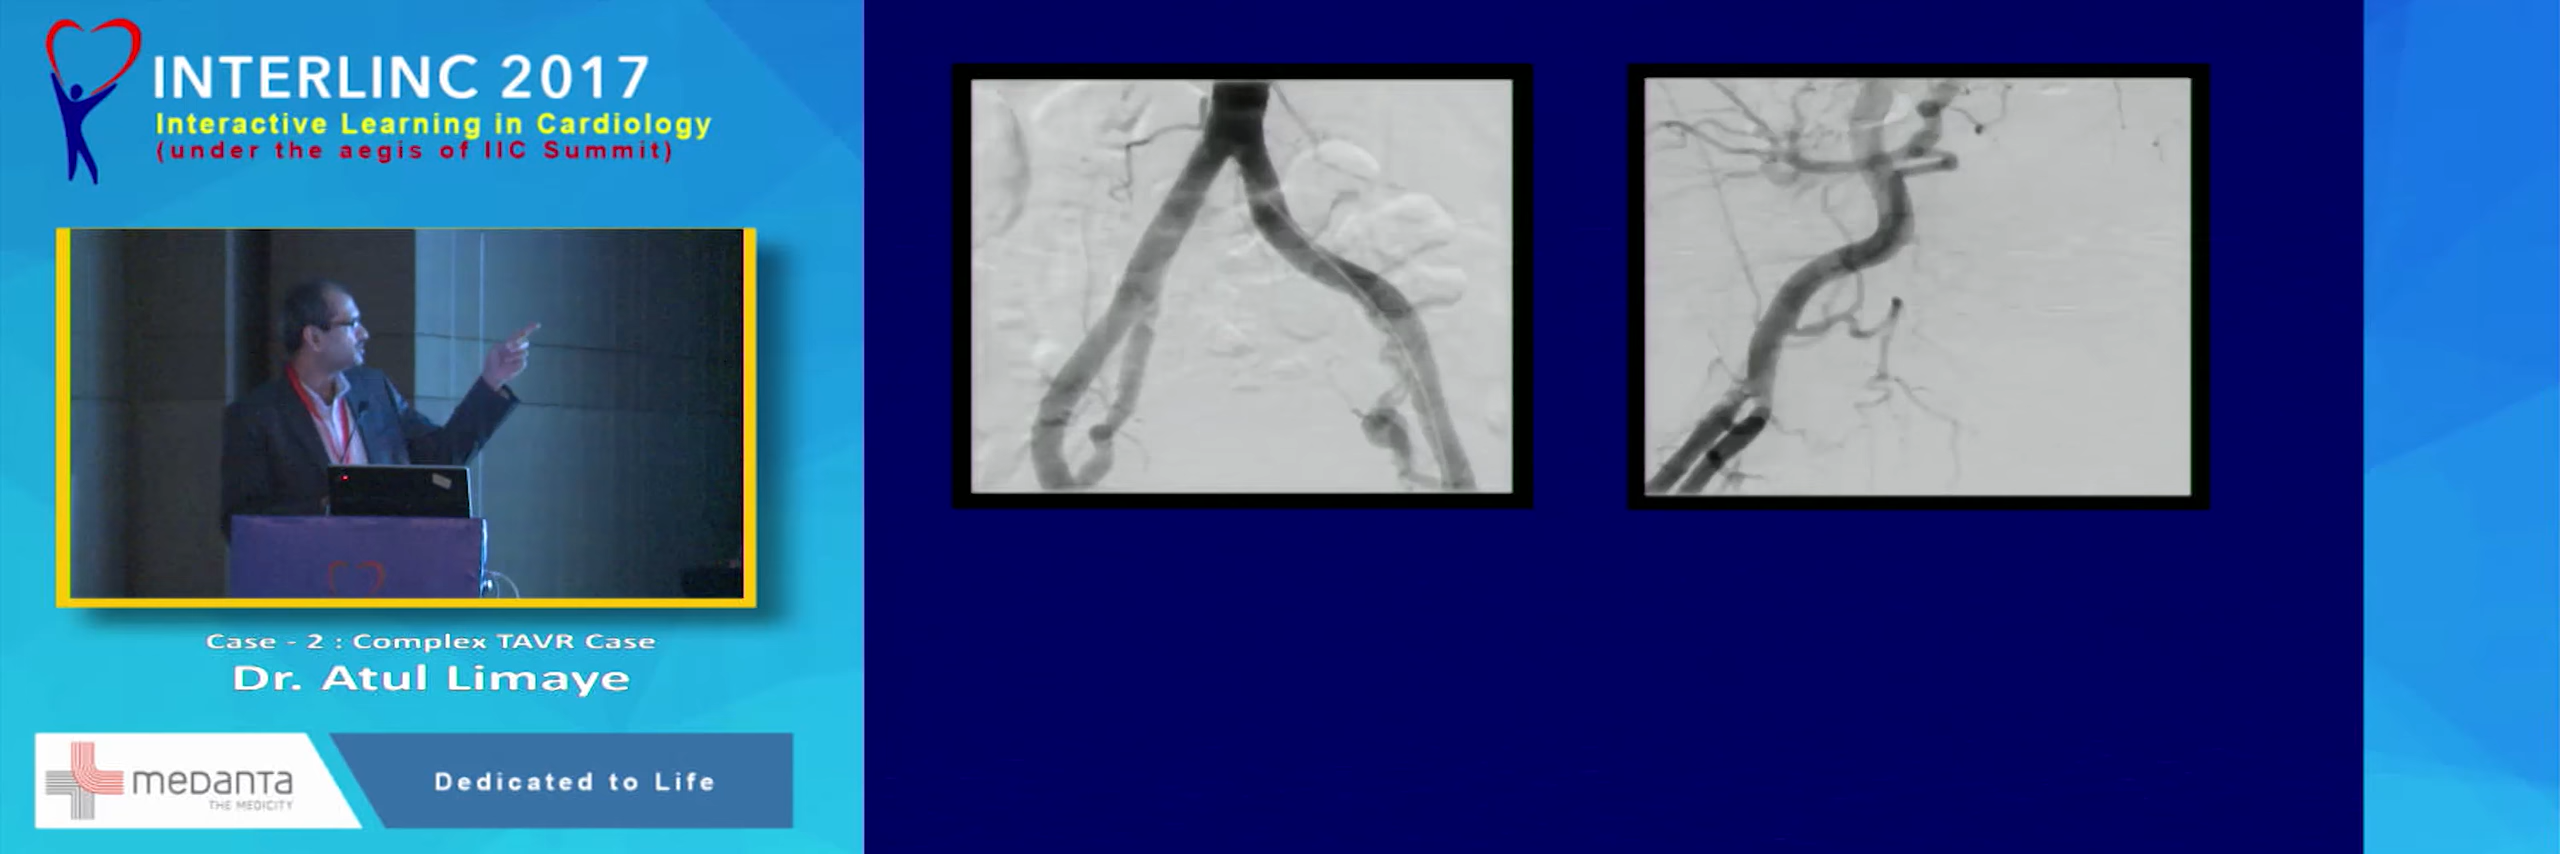 INTERLINC 2017
Interactive Learning in Cardiology
(under the aegis of IIC Summit)
Case - 2 : Complex TAVR Case
Dr. Atul Limaye
meDanTa
THE MEDICITY
Dedicated to Life